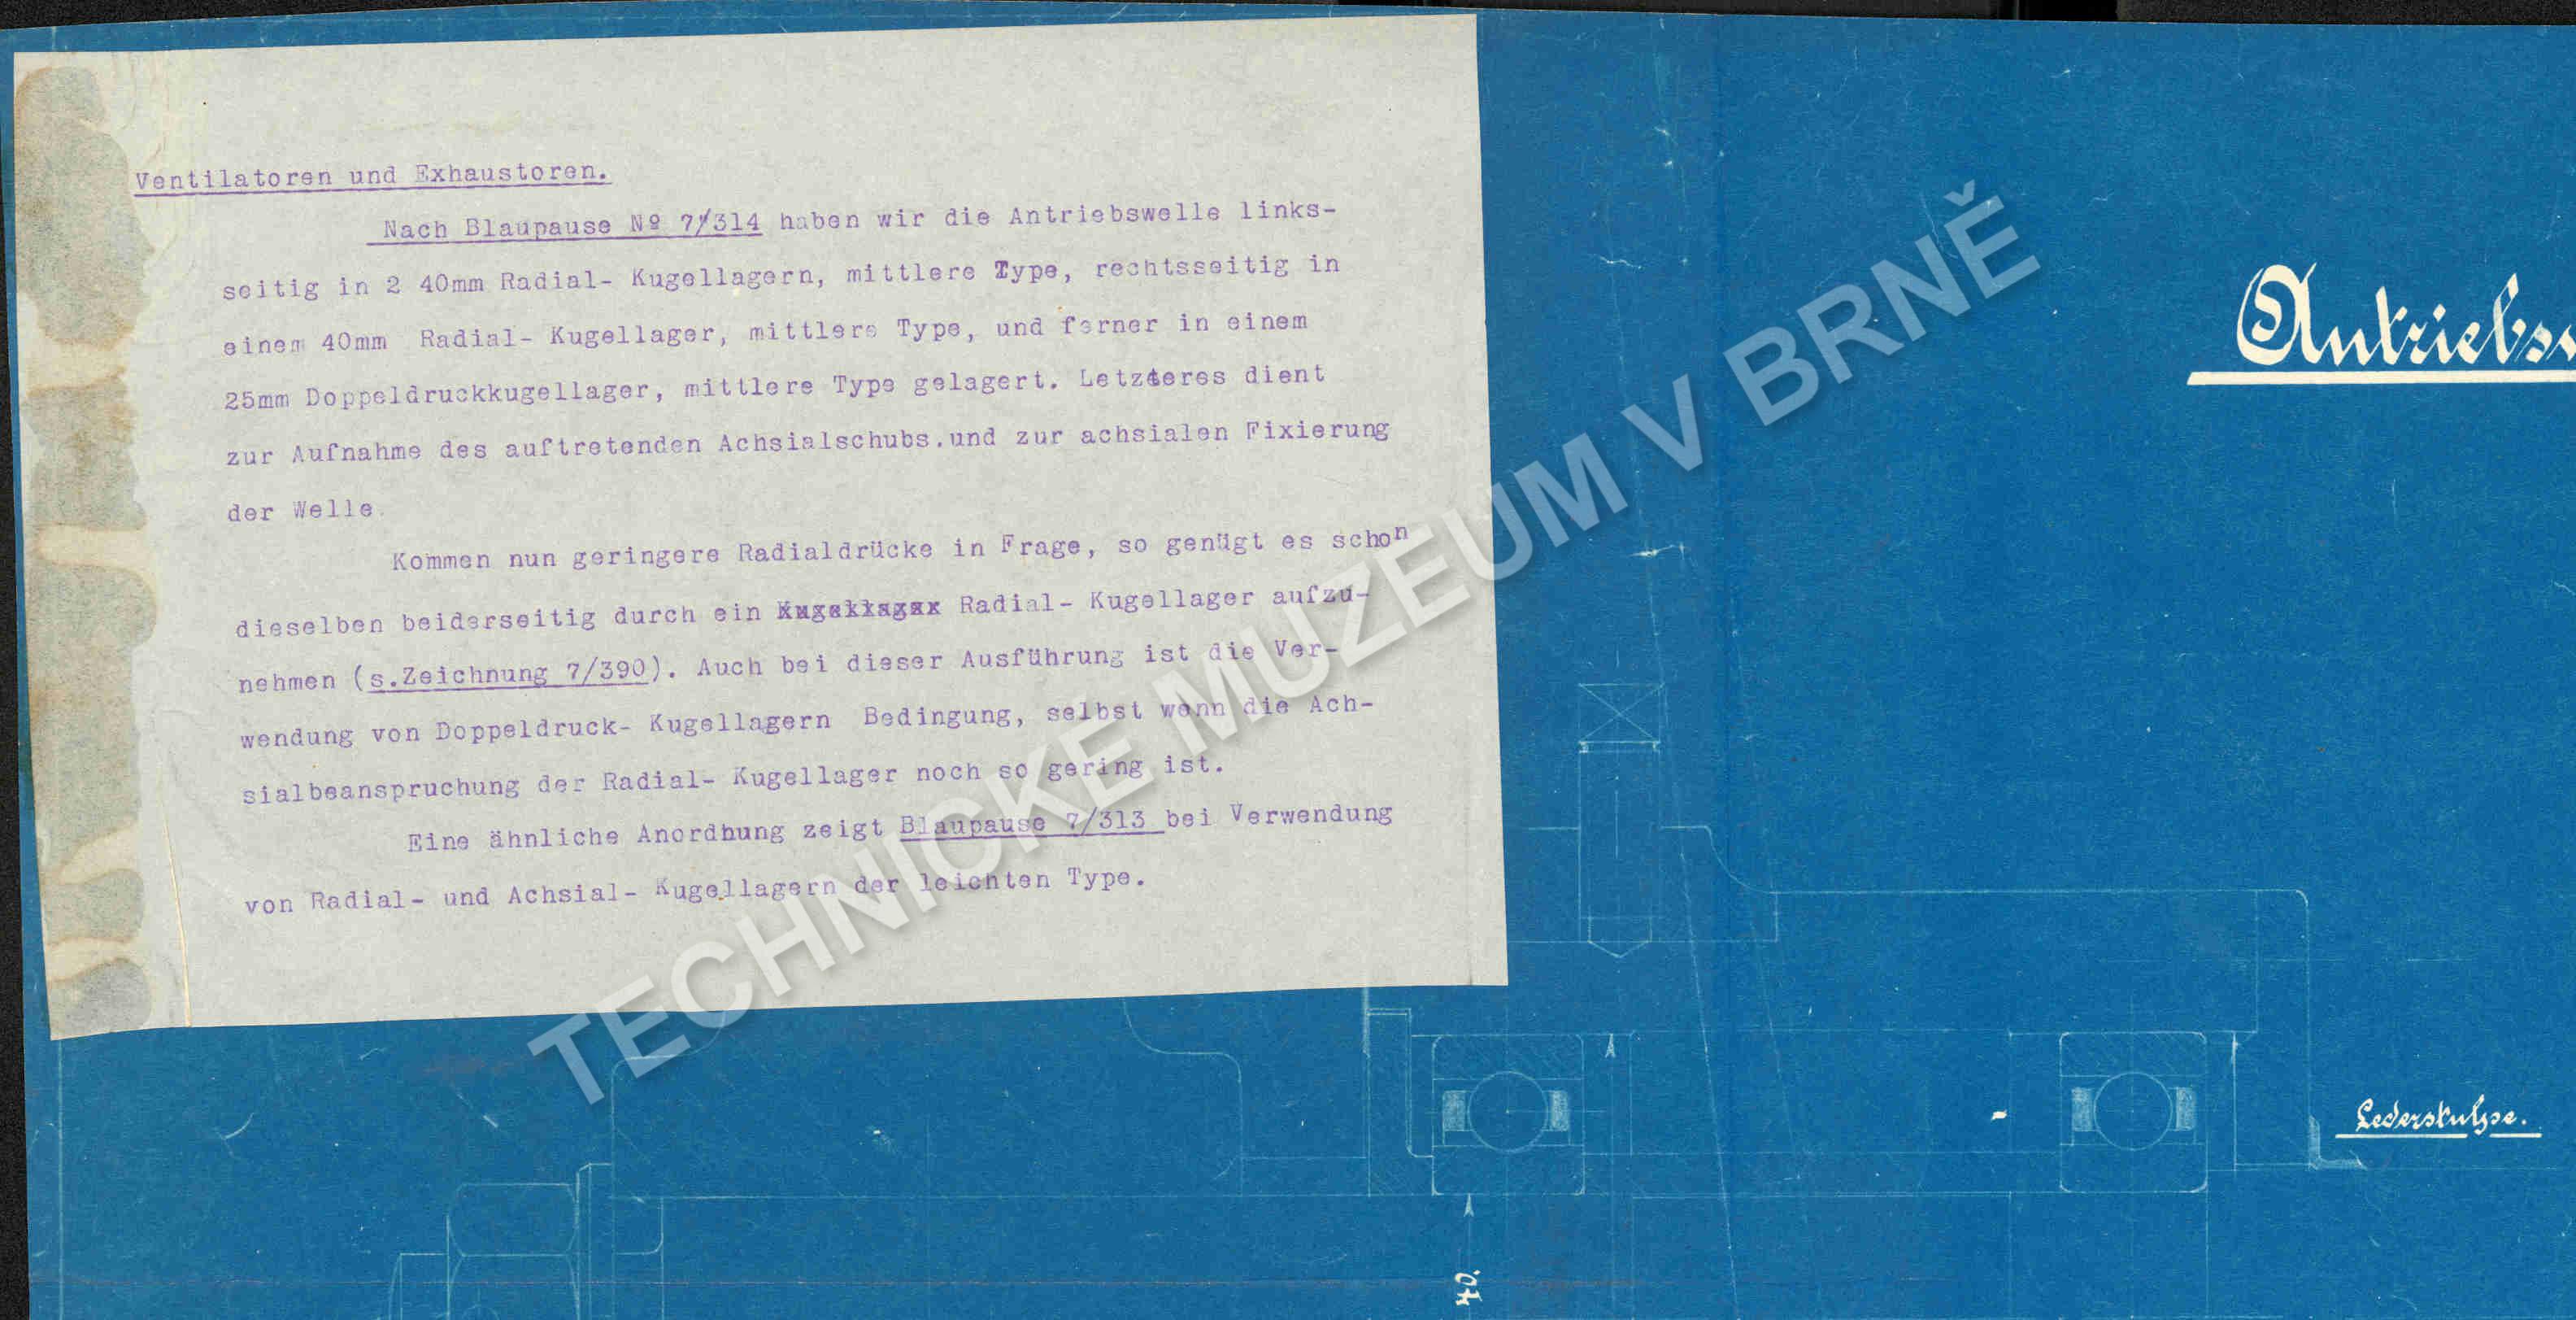 Ventilatoren und Exhaustoren.
Nach Blaupause Nº 7/314 haben wir die Antriebswelle links-
seitig in 2 40mm Radial- Kugellagern, mittlere Type, rechtsseitig in
einem 40mm Radial- Kugellager, mittlere Type, und ferner in einem
25mm Doppeldruckkugellager, mittlere Type gelagert. Letzteres dient
zur Aufnahme des auftretenden Achsialschubs.und zur achsialen Fixierung
der Welle.
Kommen nun geringere Radialdrücke in Frage, so genügt es schon
dieselben beiderseitig durch ein Radial- Kugellager aufzu-
nehmen (s.Zeichnung 7/390). Auch bei dieser Ausführung ist die Ver-
wendung von Doppeldruck- Kugellagern Bedingung, selbst wenn die Ach-
sialbeanspruchung der Radial- Kugellager noch so gering ist.
Eine ähnliche Anordnung zeigt Blaupause 7/313 bei Verwendung
von Radial- und Achsial- Kugellagern der leichten Type.
Antriebs
Lederstulpe.
40
TECHNICKÉ MUZEUM V BRNĚ